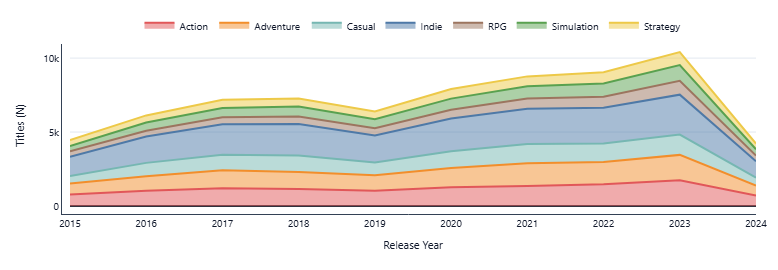 Action Adventure Casual Indie RPG Simulation Strategy
10k
5k
0
Titles (N)
2015 2016 2017 2018 2019 2020 2021 2022 2023 2024
Release Year